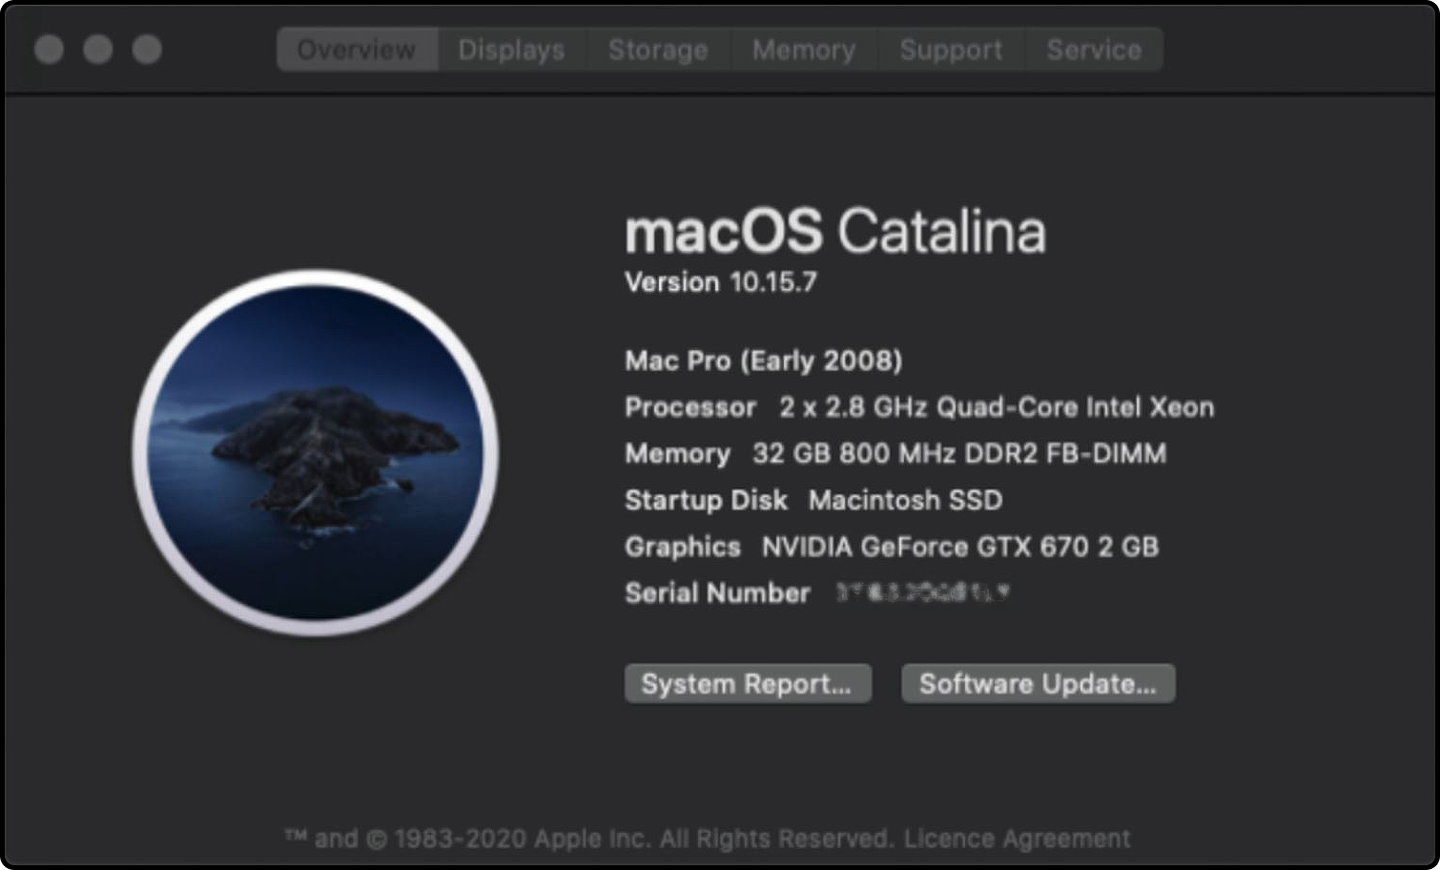 Overview Displays Storage Memory Support Service
macOS Catalina
Version 10.15.7
Mac Pro (Early 2008)
Processor 2 x 2.8 GHz Quad-Core Intel Xeon
Memory 32 GB 800 MHz DDR2 FB-DIMM
Startup Disk Macintosh SSD
Graphics NVIDIA GeForce GTX 670 2 GB
Serial Number
System Report... Software Update...
™ and © 1983-2020 Apple Inc. All Rights Reserved. Licence Agreement